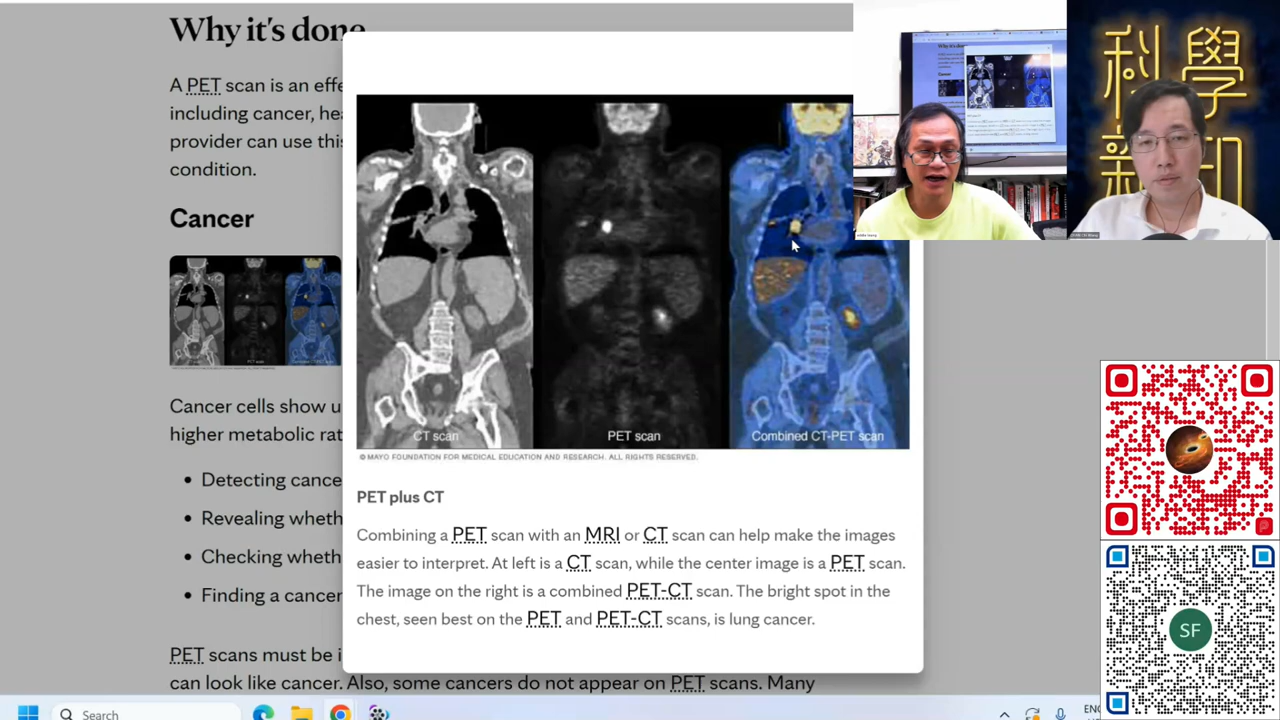 Why it's done
A PET scan is an effe
including cancer, he
provider can use this
condition.
Cancer
Cancer cells show u
higher metabolic rat
Detecting cance
Revealing wheth
Checking wheth
Finding a cancer
PET scans must be i
can look like cancer. Also, some cancers do not appear on PET scans. Many
CT scan
PET scan
Combined CT-PET scan
© MAYO FOUNDATION FOR MEDICAL EDUCATION AND RESEARCH. ALL RIGHTS RESERVED.
PET plus CT
Combining a PET scan with an MRI or CT scan can help make the images
easier to interpret. At left is a CT scan, while the center image is a PET scan.
The image on the right is a combined PET-CT scan. The bright spot in the
chest, seen best on the PET and PET-CT scans, is lung cancer.
科學
新知
SF
Search
ENG